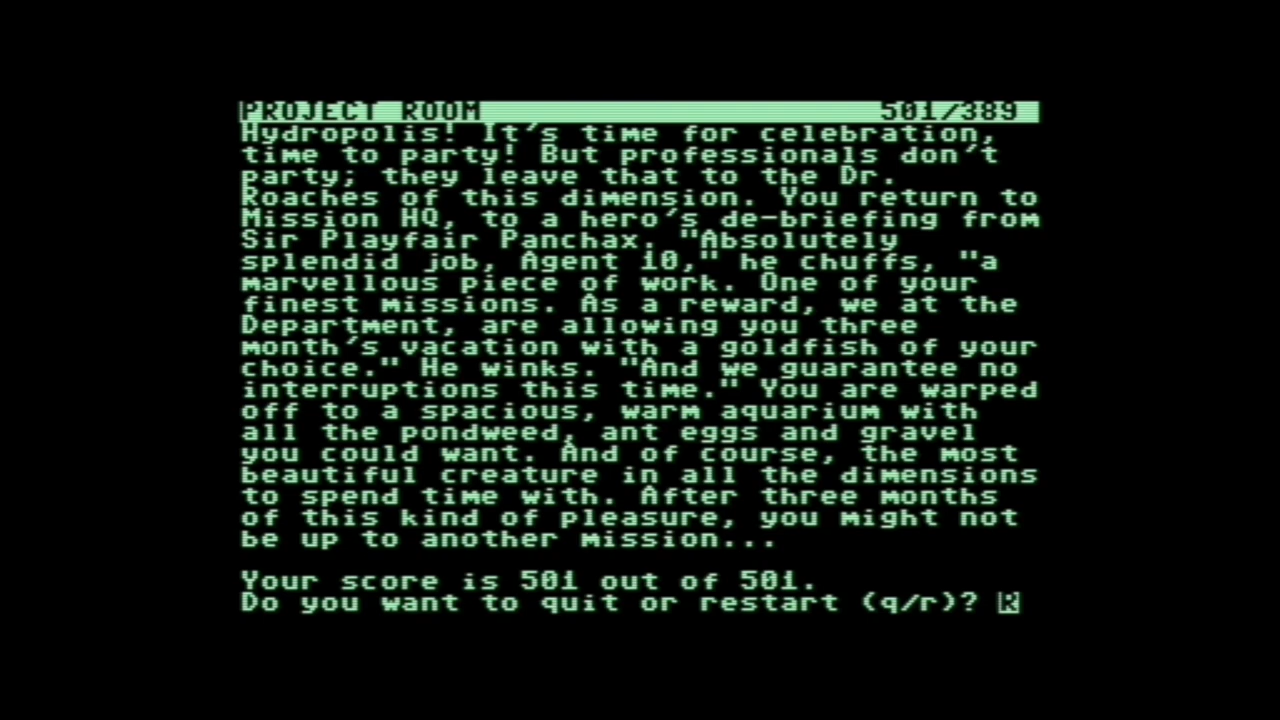 PROJECT ROOM 501/389
Hydropolis! It's time for celebration,
time to party! But professionals don't
party; they leave that to the Dr.
Roaches of this dimension. You return to
Mission HQ, to a hero's de-briefing from
Sir Playfair Panchax. "Absolutely
splendid job, Agent 10," he chuffs, "a
marvellous piece of work. One of your
finest missions. As a reward, we at the
Department, are allowing you three
month's vacation with a goldfish of your
choice." He winks. "And we guarantee no
interruptions this time." You are warped
off to a spacious, warm aquarium with
all the pondweed, ant eggs and gravel
you could want. And of course, the most
beautiful creature in all the dimensions
to spend time with. After three months
of this kind of pleasure, you might not
be up to another mission...
Your score is 501 out of 501.
Do you want to quit or restart (q/r)? R